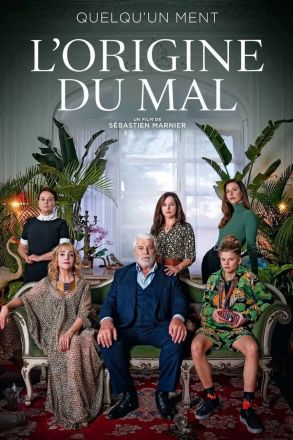 QUELQU'UN MENT
L'ORIGINE
DU MAL
UN FILM DE
SÉBASTIEN MARNIER